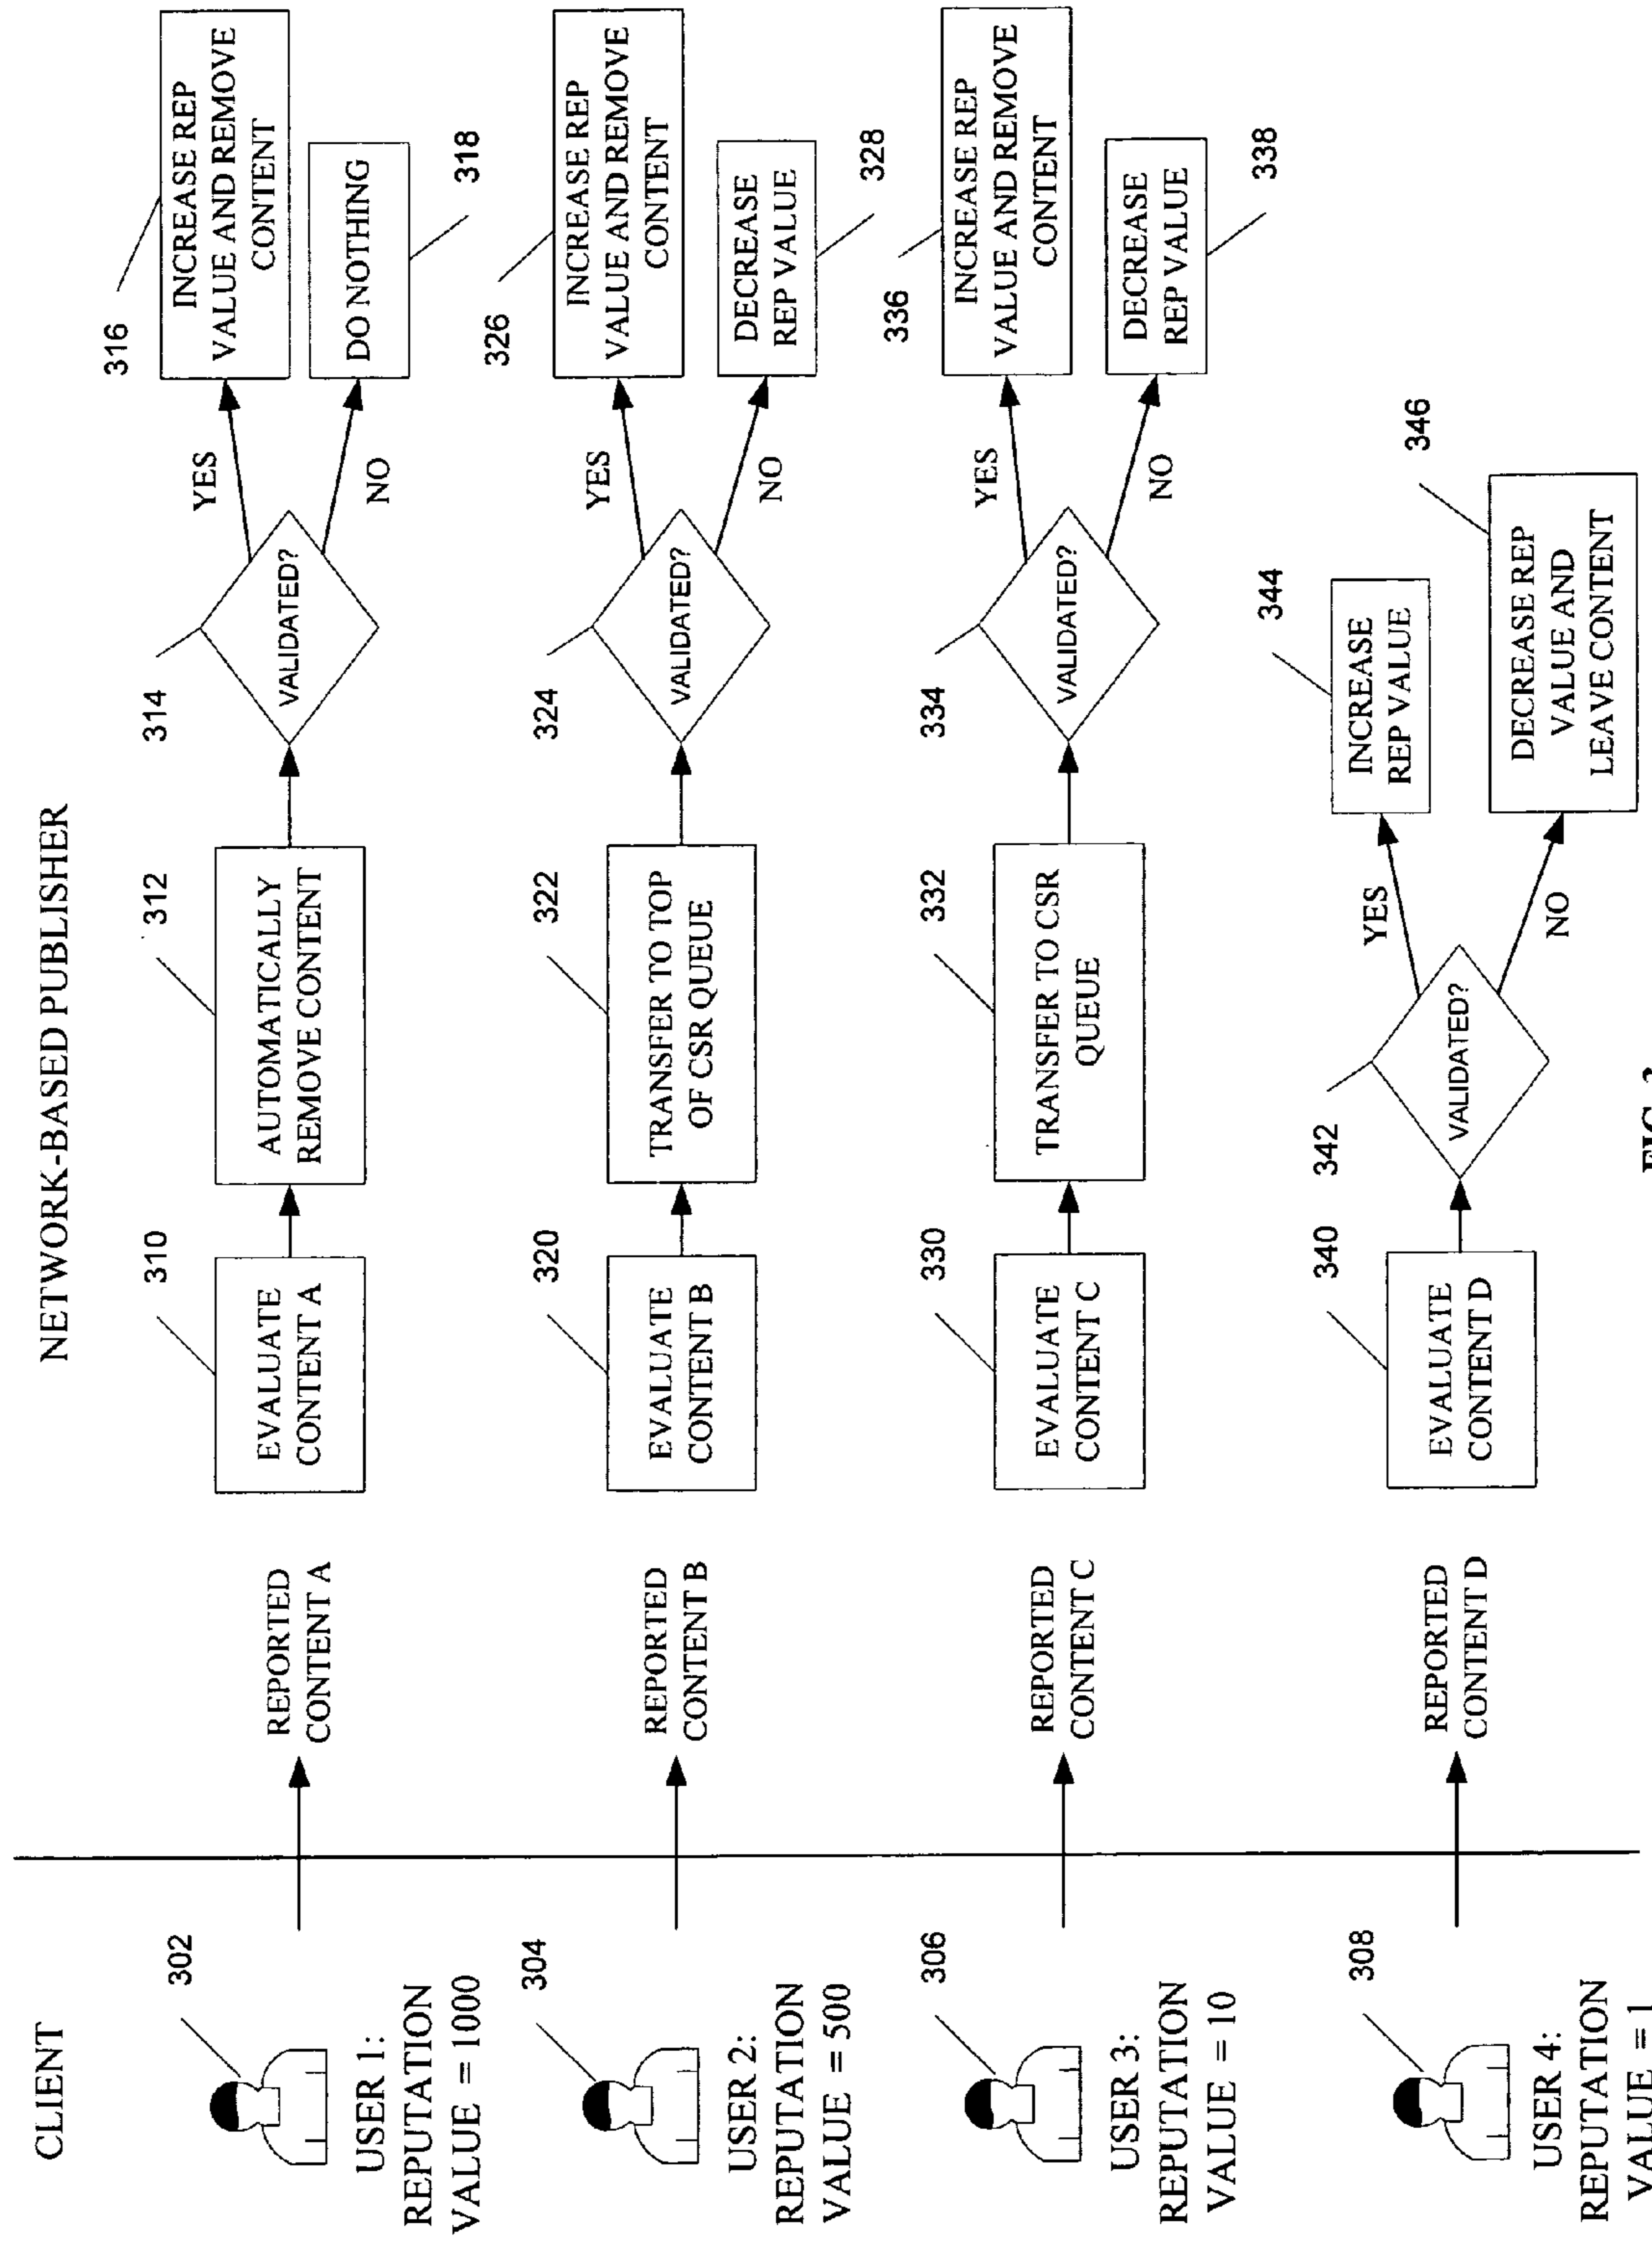 CLIENT
NETWORK-BASED PUBLISHER
302
USER 1:
REPUTATION
VALUE = 1000
REPORTED
CONTENT A
310
EVALUATE
CONTENT A
312
AUTOMATICALLY
REMOVE CONTENT
314
VALIDATED?
YES
NO
316
INCREASE REP
VALUE AND REMOVE
CONTENT
DO NOTHING
318
304
USER 2:
REPUTATION
VALUE = 500
REPORTED
CONTENT B
320
EVALUATE
CONTENT B
322
TRANSFER TO TOP
OF CSR QUEUE
324
VALIDATED?
YES
NO
326
INCREASE REP
VALUE AND REMOVE
CONTENT
DECREASE
REP VALUE
328
306
USER 3:
REPUTATION
VALUE = 10
REPORTED
CONTENT C
330
EVALUATE
CONTENT C
332
TRANSFER TO CSR
QUEUE
334
VALIDATED?
YES
NO
336
INCREASE REP
VALUE AND REMOVE
CONTENT
DECREASE
REP VALUE
338
308
USER 4:
REPUTATION
VALUE = 1
REPORTED
CONTENT D
340
EVALUATE
CONTENT D
342
VALIDATED?
YES
NO
344
INCREASE
REP VALUE
346
DECREASE REP
VALUE AND
LEAVE CONTENT